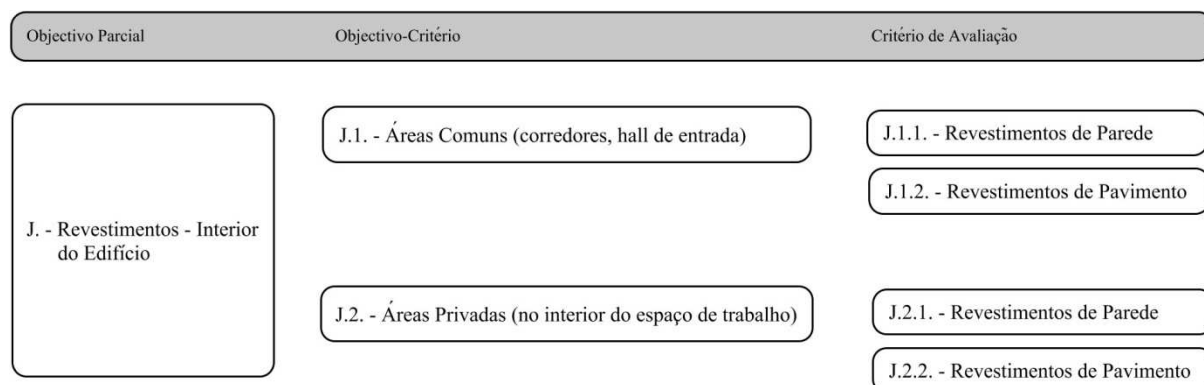 Objectivo Parcial
Objectivo-Critério
Critério de Avaliação
J. - Revestimentos - Interior
do Edifício
J.1. - Áreas Comuns (corredores, hall de entrada)
J.1.1. - Revestimentos de Parede
J.1.2. - Revestimentos de Pavimento
J.2. - Áreas Privadas (no interior do espaço de trabalho)
J.2.1. - Revestimentos de Parede
J.2.2. - Revestimentos de Pavimento